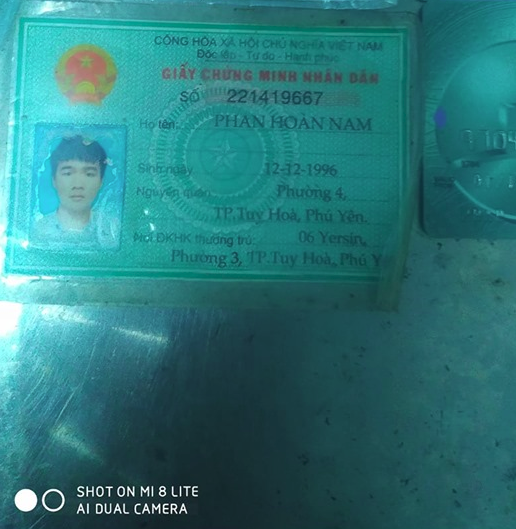 CỘNG HÒA XÃ HỘI CHỦ NGHĨA VIỆT NAM
Độc lập - Tự do - Hạnh phúc
GIẤY CHỨNG MINH NHÂN DÂN
SỐ 221419667
Họ tên: PHAN HOÀN NAM
Sinh ngày 12-12-1996
Nguyên quán: Phường 4,
TP.Tuy Hoà, Phú Yên.
Nơi ĐKHK thường trú: 06 Yersin,
Phường 3, TP.Tuy Hoà, Phú Y
SHOT ON MI 8 LITE
AI DUAL CAMERA